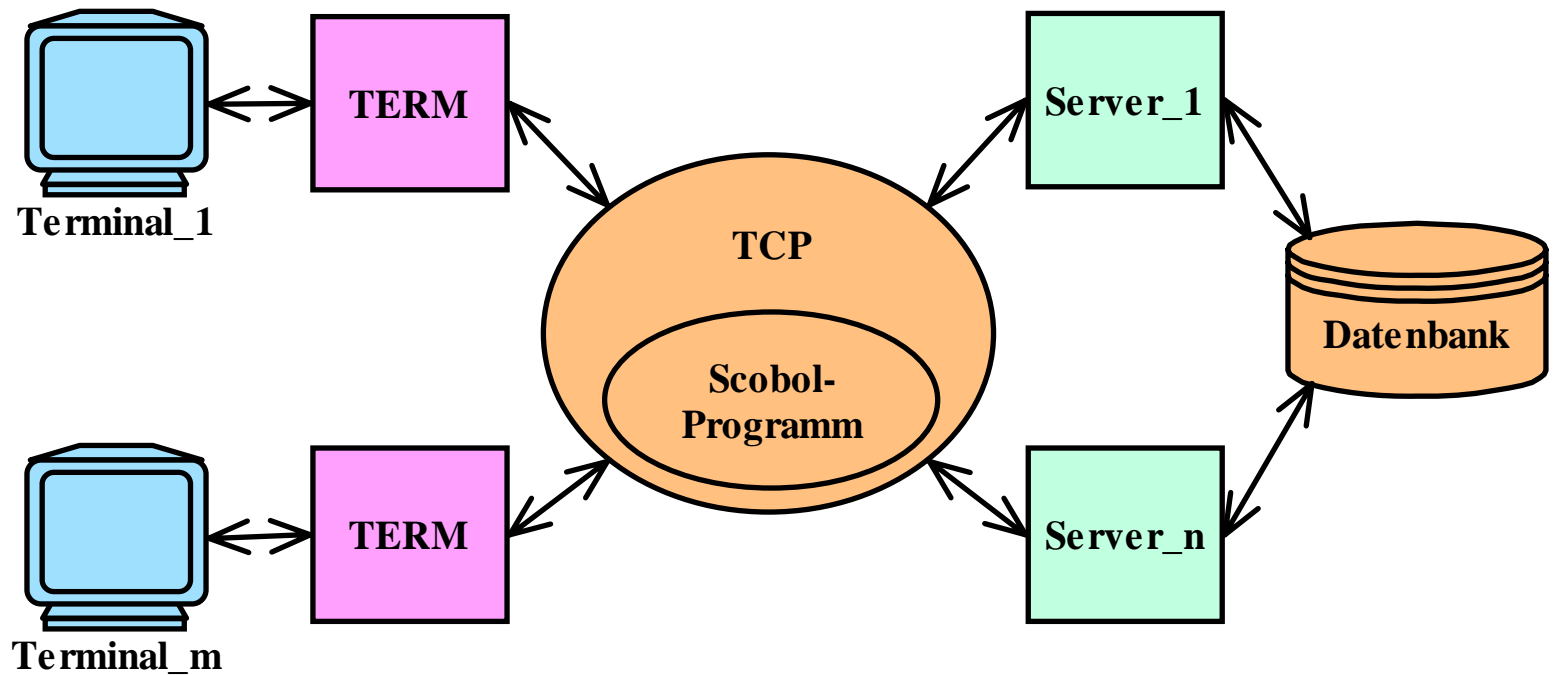 TERM
Server_1
Terminal_1
TCP
Datenbank
Scobol-
Programm
TERM
Server_n
Terminal_m